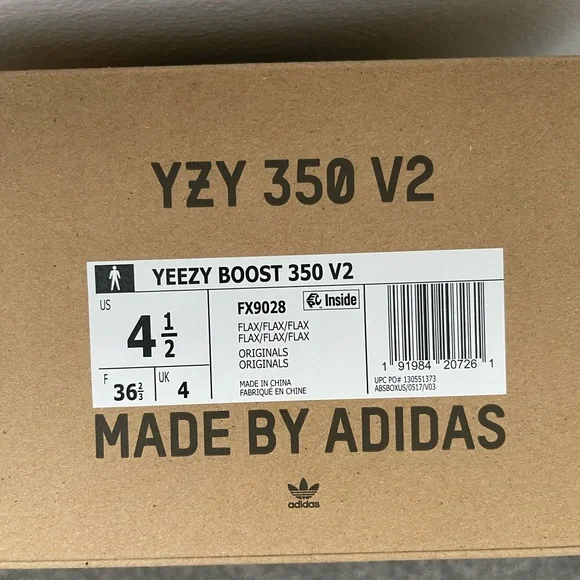 YZY 350 V2
YEEZY BOOST 350 V2
US
4 1/2
F
36 2/3
UK
4
FX9028
Inside
FLAX/FLAX/FLAX
FLAX/FLAX/FLAX
ORIGINALS
ORIGINALS
MADE IN CHINA
FABRIQUÉ EN CHINE
1 91984 20726 1
UPC PO# 130551373
ABSBOXUS/0517/V03
MADE BY ADIDAS
adidas